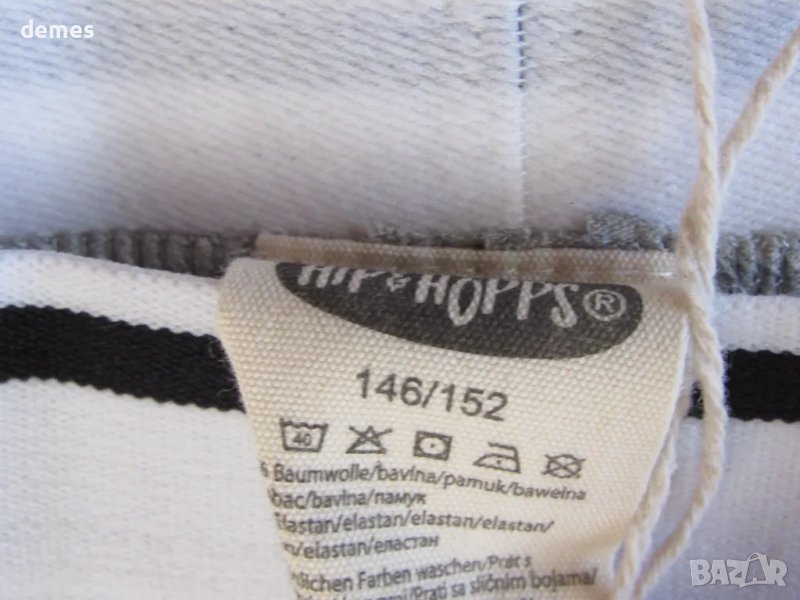 demes
HIP & HOPPS®
146/152
40
Baumwolle/bavlna/pamuk/bawełna
bac/bavlna/памук
Elastan/elastan/elastan/elastan/
n/elastan/еластан
lichen Farben waschen/Prát s
/Prati sa sličnim bojama/
BAZAR